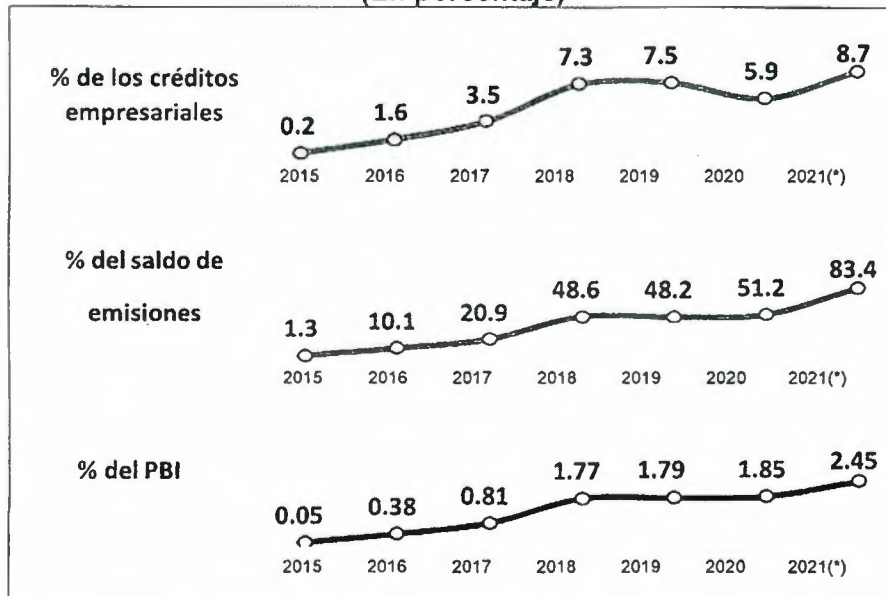 (En porcentaje)
% de los créditos
empresariales
0.2 1.6 3.5 7.3 7.5 5.9 8.7
2015 2016 2017 2018 2019 2020 2021(*)
% del saldo de
emisiones
1.3 10.1 20.9 48.6 48.2 51.2 83.4
2015 2016 2017 2018 2019 2020 2021(*)
% del PBI
0.05 0.38 0.81 1.77 1.79 1.85 2.45
2015 2016 2017 2018 2019 2020 2021(*)